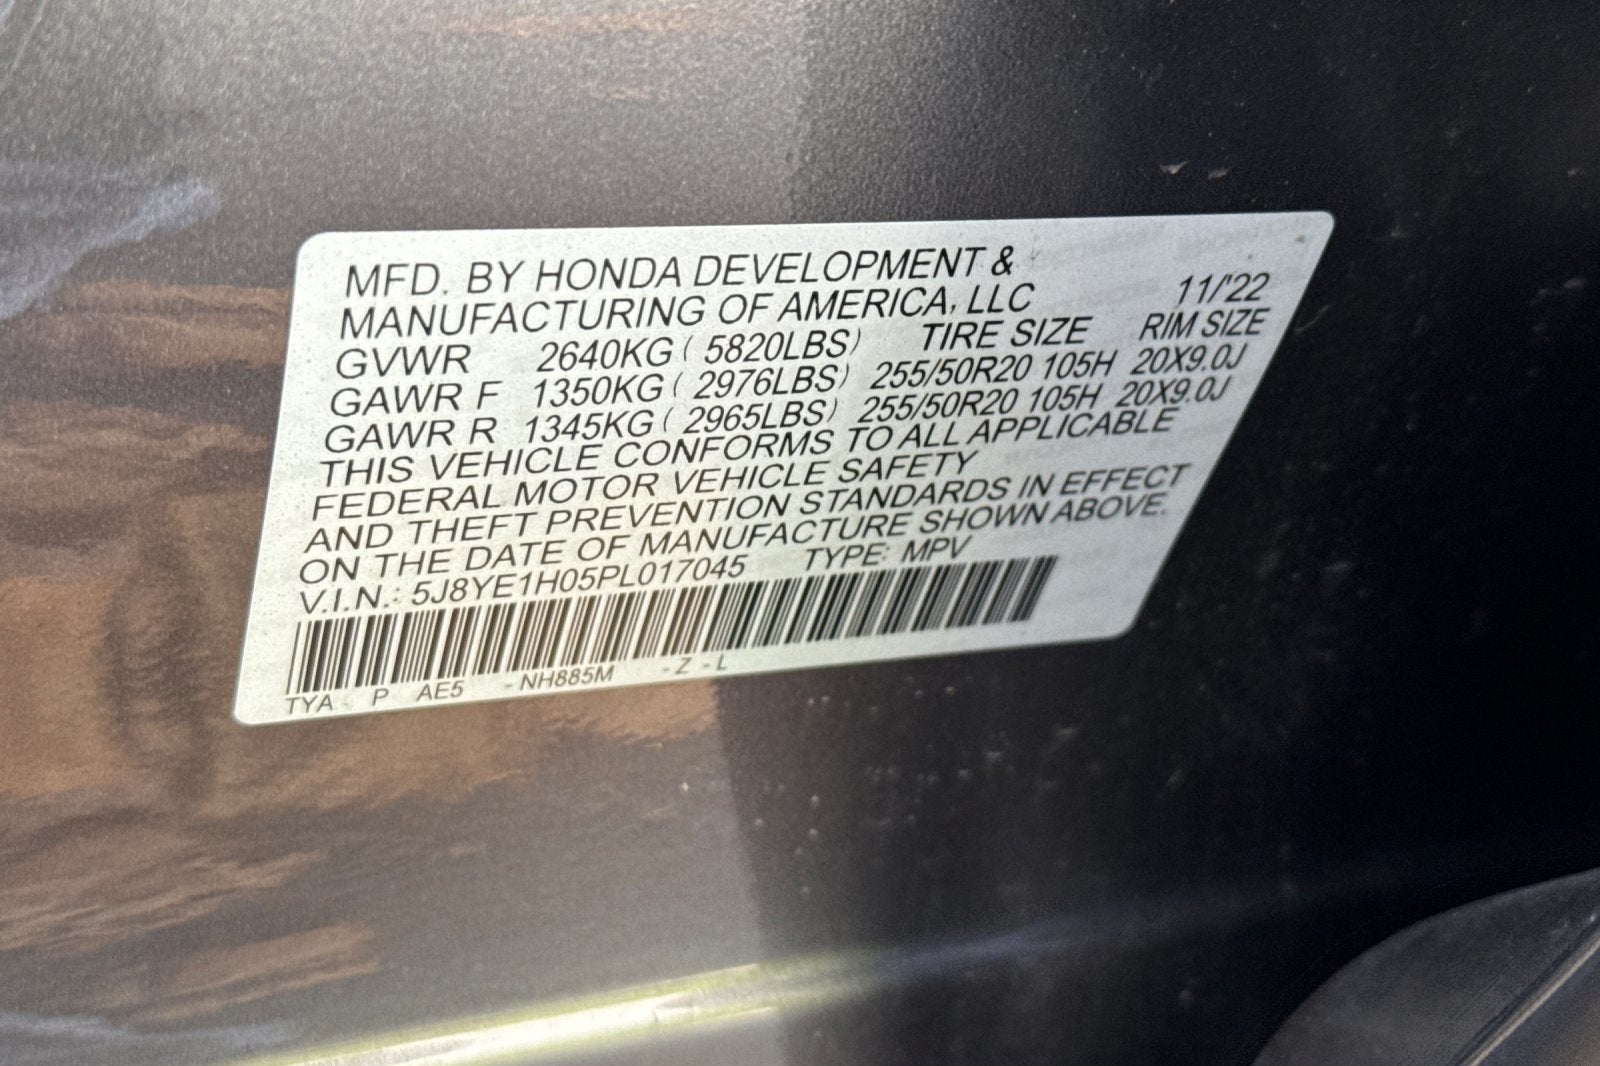 MFD. BY HONDA DEVELOPMENT &
MANUFACTURING OF AMERICA, LLC 11/'22
GVWR 2640KG ( 5820LBS) TIRE SIZE RIM SIZE
GAWR F 1350KG ( 2976LBS) 255/50R20 105H 20X9.0J
GAWR R 1345KG ( 2965LBS) 255/50R20 105H 20X9.0J
THIS VEHICLE CONFORMS TO ALL APPLICABLE
FEDERAL MOTOR VEHICLE SAFETY
AND THEFT PREVENTION STANDARDS IN EFFECT
ON THE DATE OF MANUFACTURE SHOWN ABOVE.
V.I.N.: 5J8YE1H05PL017045 TYPE: MPV
TYA P AE5 -NH885M -Z-L